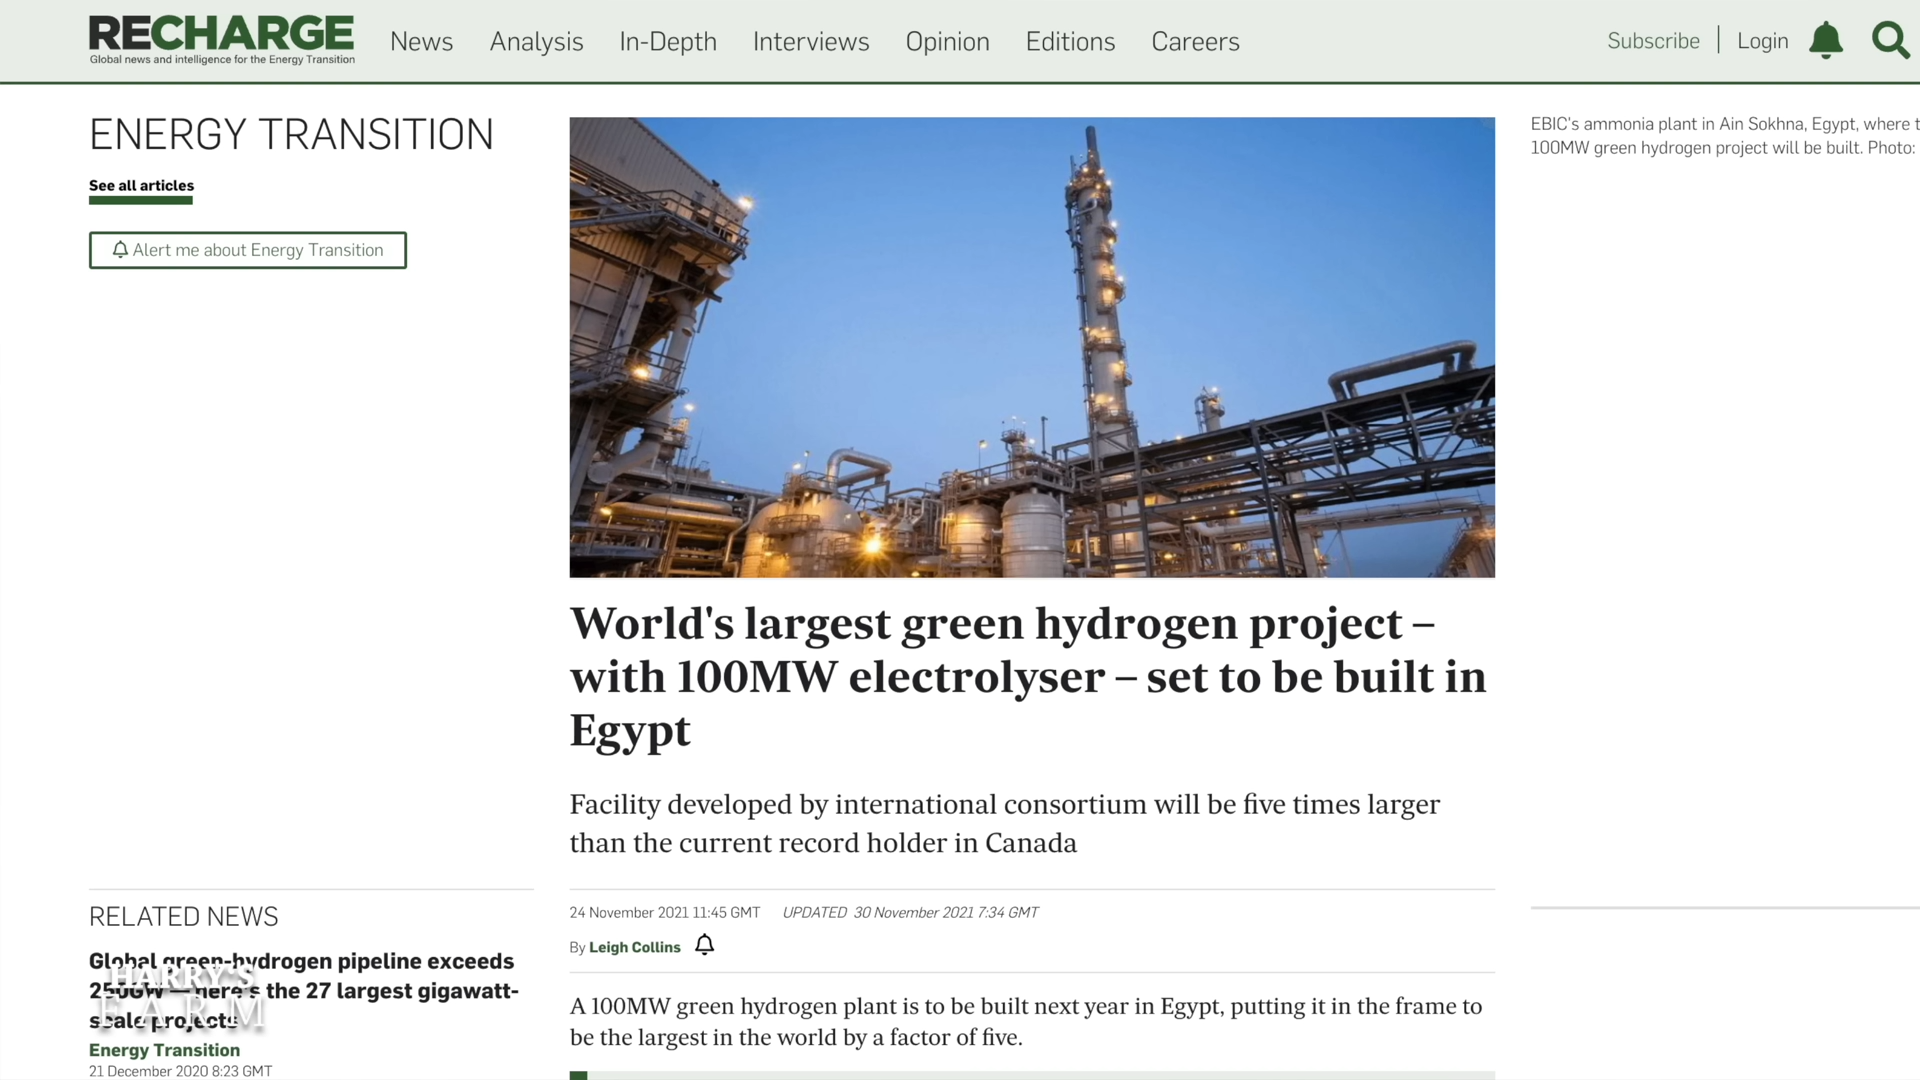 RECHARGE
Global news and intelligence for the Energy Transition
News
Analysis
In-Depth
Interviews
Opinion
Editions
Careers
Subscribe
Login
ENERGY TRANSITION
See all articles
Alert me about Energy Transition
EBIC's ammonia plant in Ain Sokhna, Egypt, where
100MW green hydrogen project will be built. Photo:
World's largest green hydrogen project –
with 100MW electrolyser – set to be built in
Egypt
Facility developed by international consortium will be five times larger
than the current record holder in Canada
24 November 2021 11:45 GMT UPDATED 30 November 2021 7:34 GMT
By Leigh Collins
A 100MW green hydrogen plant is to be built next year in Egypt, putting it in the frame to
be the largest in the world by a factor of five.
RELATED NEWS
Global green-hydrogen pipeline exceeds
250GW — here's the 27 largest gigawatt-
scale projects
Energy Transition
21 December 2020 8:23 GMT
HARRY'S
FARM